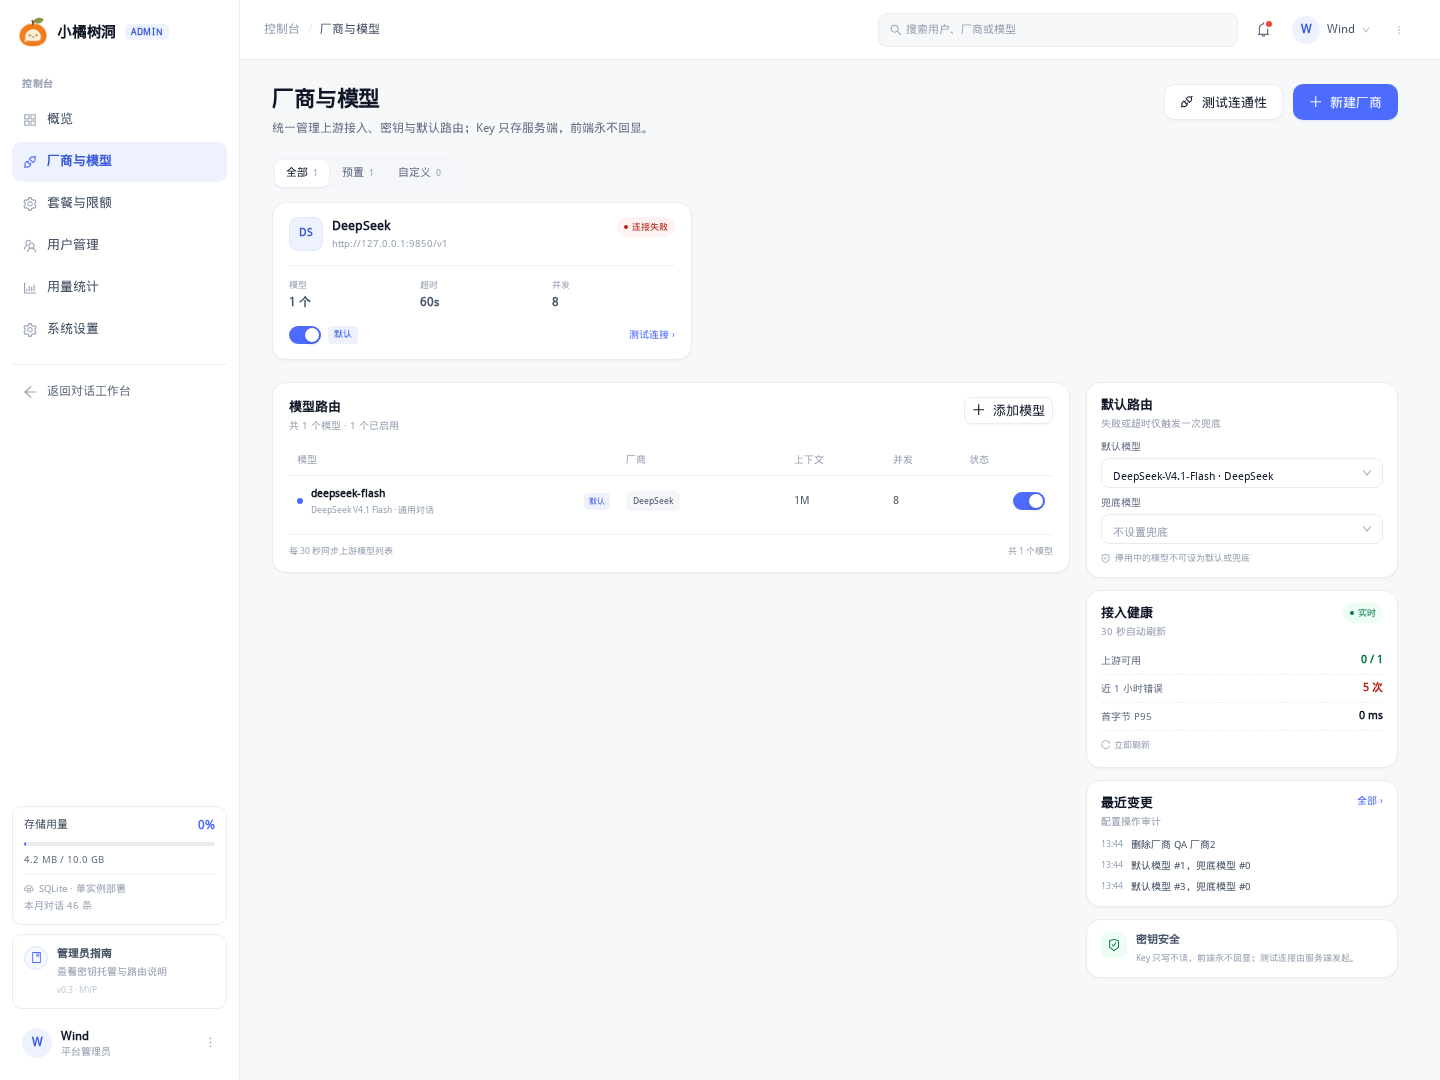 小橘树洞 ADMIN
控制台
概览
厂商与模型
套餐与限额
用户管理
用量统计
系统设置
返回对话工作台
存储用量 0%
4.2 MB / 10.0 GB
SQLite · 单实例部署
本月对话 46 条
管理员指南
查看密钥托管与路由说明
v0.3 · MVP
W Wind
平台管理员
控制台 / 厂商与模型
搜索用户、厂商或模型
W Wind
厂商与模型
统一管理上游接入、密钥与默认路由；Key 只存服务端，前端永不回显。
测试连通性
新建厂商
全部 1 预置 1 自定义 0
DS DeepSeek
http://127.0.0.1:9850/v1
连接失败
模型 超时 并发
1 个 60s 8
默认 测试连接 ›
模型路由
共 1 个模型 · 1 个已启用
添加模型
模型 厂商 上下文 并发 状态
deepseek-flash
DeepSeek V4.1 Flash · 通用对话
默认 DeepSeek 1M 8
每 30 秒同步上游模型列表 共 1 个模型
默认路由
失败或超时仅触发一次兜底
默认模型
DeepSeek-V4.1-Flash · DeepSeek
兜底模型
不设置兜底
停用中的模型不可设为默认或兜底
接入健康 实时
30 秒自动刷新
上游可用 0 / 1
近 1 小时错误 5 次
首字节 P95 0 ms
立即刷新
最近变更 全部 ›
配置操作审计
13:44 删除厂商 QA 厂商2
13:44 默认模型 #1，兜底模型 #0
13:44 默认模型 #3，兜底模型 #0
密钥安全
Key 只写不读，前端永不回显；测试连接由服务端发起。